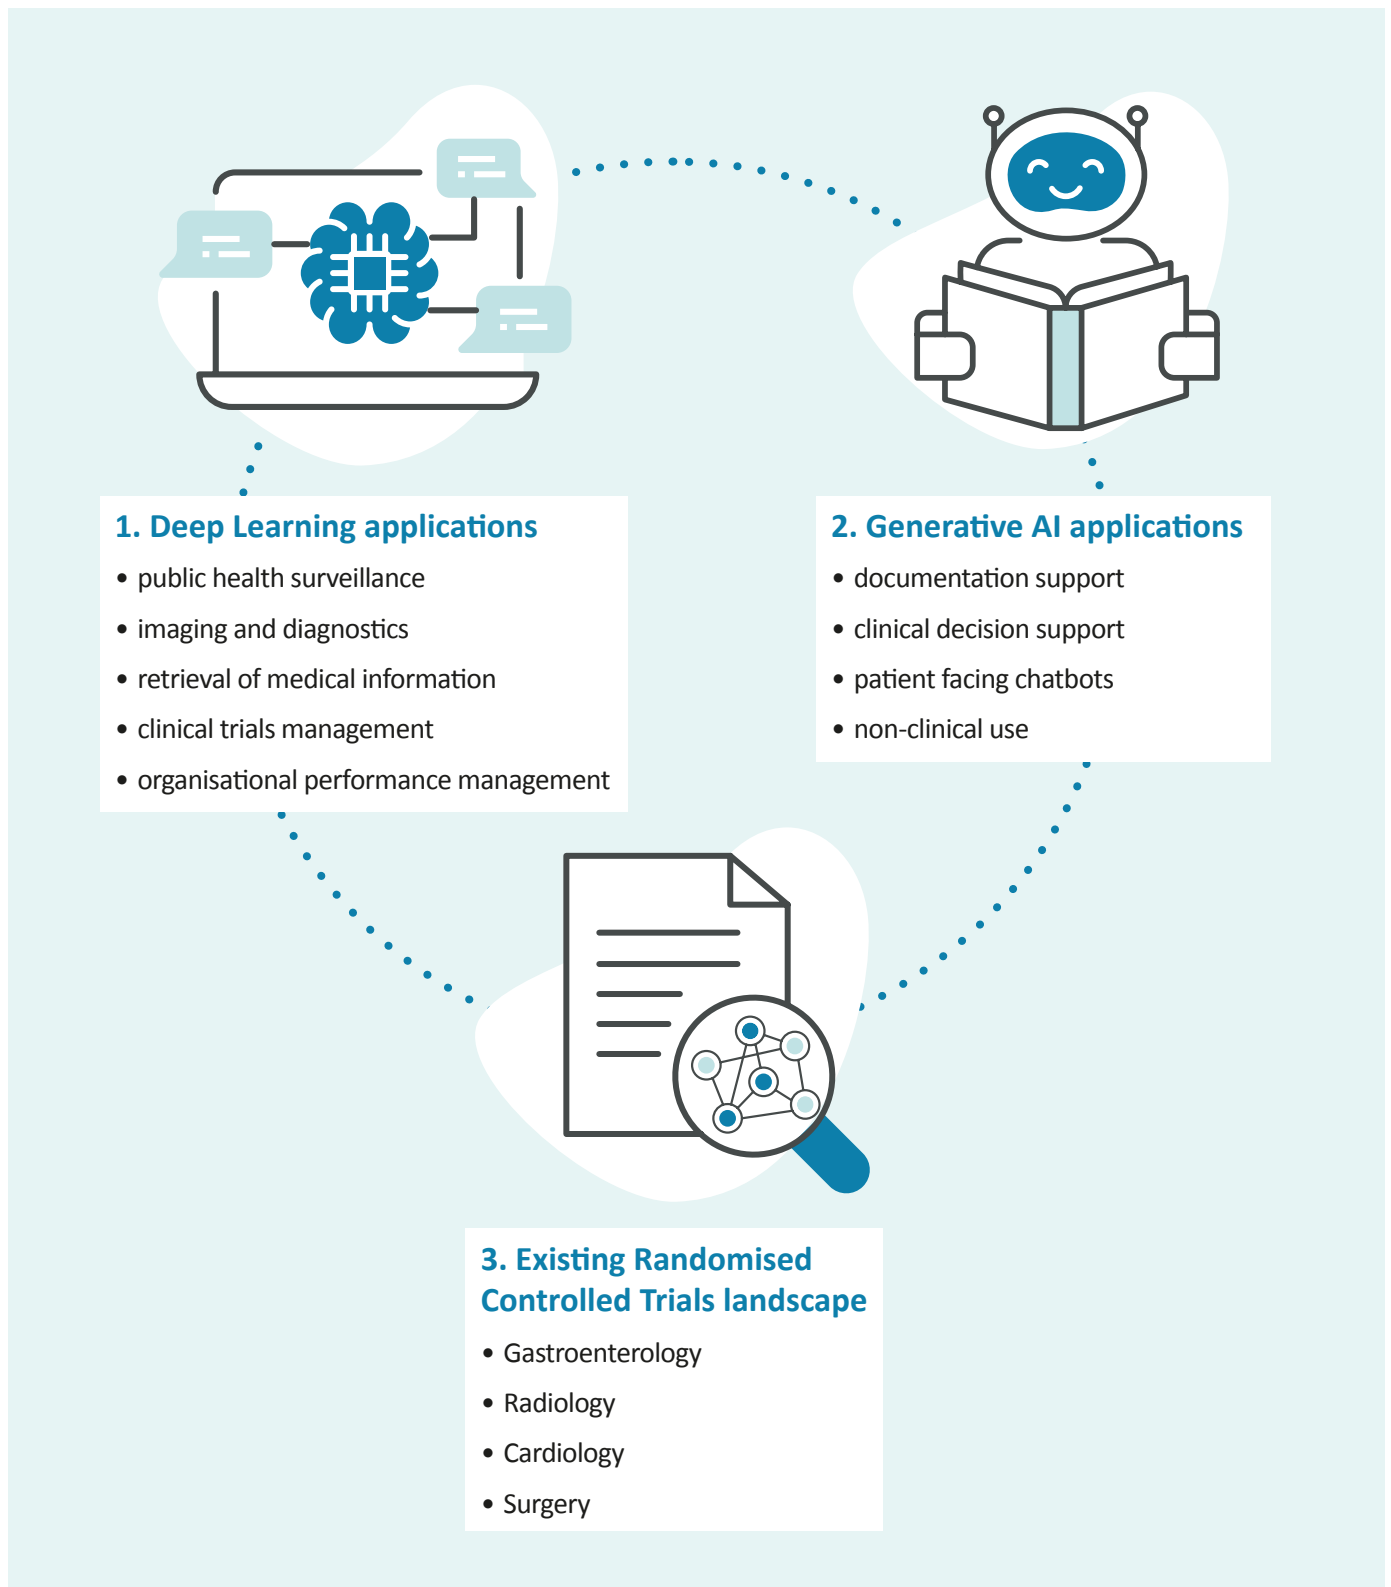 1. Deep Learning applications
• public health surveillance
• imaging and diagnostics
• retrieval of medical information
• clinical trials management
• organisational performance management
2. Generative AI applications
• documentation support
• clinical decision support
• patient facing chatbots
• non-clinical use
3. Existing Randomised
Controlled Trials landscape
• Gastroenterology
• Radiology
• Cardiology
• Surgery